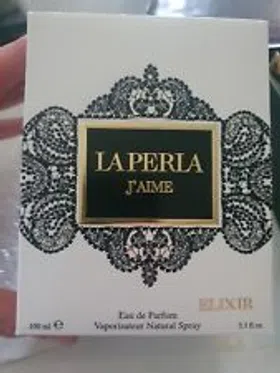 LA PERLA
J'AIME
ELIXIR
Eau de Parfum
100 ml ℮ Vaporisateur Natural Spray 3.3 fl.oz.